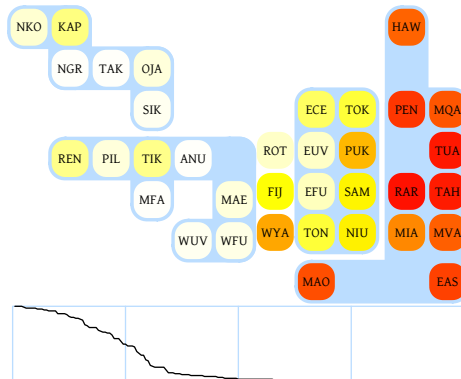 NKO KAP HAW
NGR TAK OJA
SIK ECE TOK PEN MQA
REN PIL TIK ANU ROT EUV PUK TUA
MFA MAE FIJ EFU SAM RAR TAH
WUV WFU WYA TON NIU MIA MVA
MAO EAS